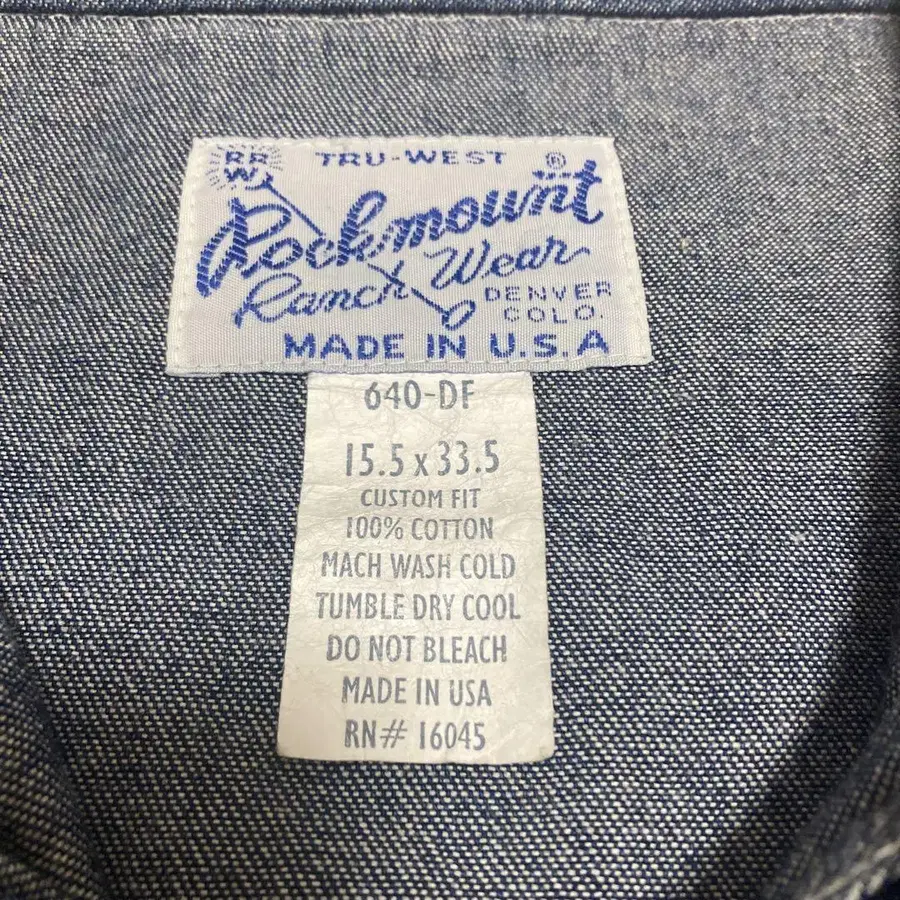 RR
W
TRU-WEST ®
Rockmount
Ranch Wear
DENVER
COLO.
MADE IN U.S.A
640-DF
15.5 x 33.5
CUSTOM FIT
100% COTTON
MACH WASH COLD
TUMBLE DRY COOL
DO NOT BLEACH
MADE IN USA
RN# 16045